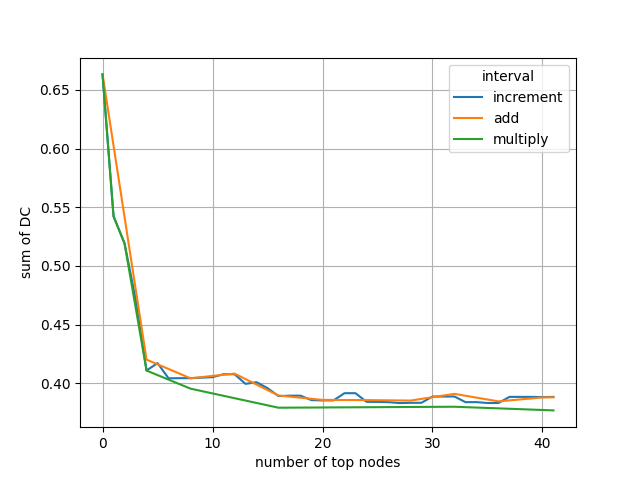 interval
increment
add
multiply
sum of DC
0.65
0.60
0.55
0.50
0.45
0.40
0 10 20 30 40
number of top nodes